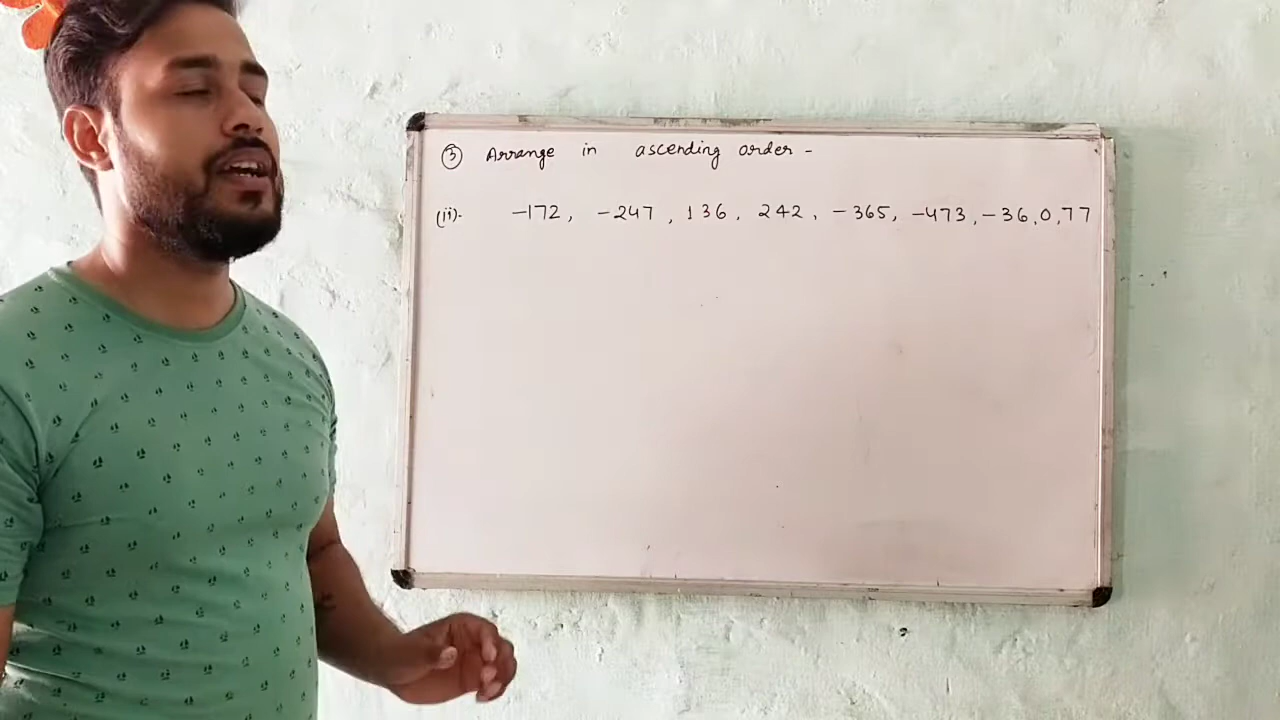 ③ Arrange in ascending order -
(ii)- -172, -247, 136, 242, -365, -473, -36, 0, 77